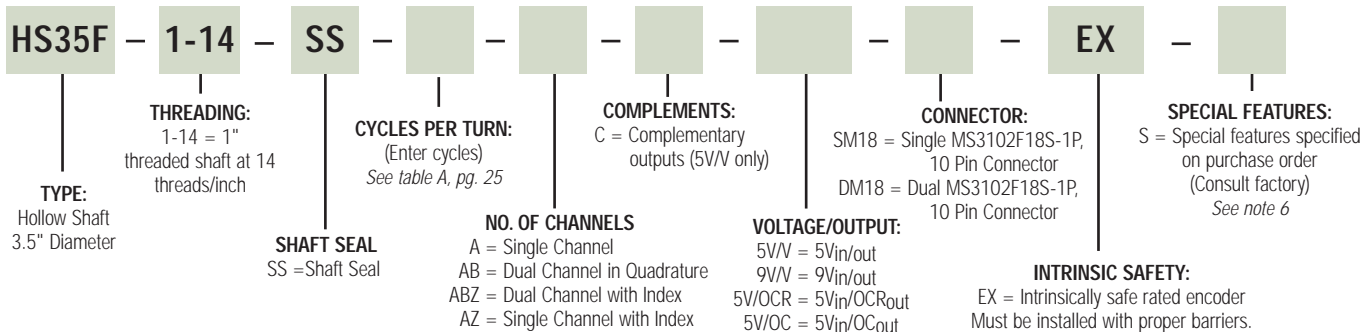 HS35F – 1-14 – SS – – – – – – EX –
TYPE:
Hollow Shaft
3.5" Diameter
THREADING:
1-14 = 1"
threaded shaft at 14
threads/inch
SHAFT SEAL
SS =Shaft Seal
CYCLES PER TURN:
(Enter cycles)
See table A, pg. 25
NO. OF CHANNELS
A = Single Channel
AB = Dual Channel in Quadrature
ABZ = Dual Channel with Index
AZ = Single Channel with Index
COMPLEMENTS:
C = Complementary
outputs (5V/V only)
VOLTAGE/OUTPUT:
5V/V = 5Vin/out
9V/V = 9Vin/out
5V/OCR = 5Vin/OCRout
5V/OC = 5Vin/OCout
CONNECTOR:
SM18 = Single MS3102F18S-1P,
10 Pin Connector
DM18 = Dual MS3102F18S-1P,
10 Pin Connector
INTRINSIC SAFETY:
EX = Intrinsically safe rated encoder
Must be installed with proper barriers.
SPECIAL FEATURES:
S = Special features specified
on purchase order
(Consult factory)
See note 6